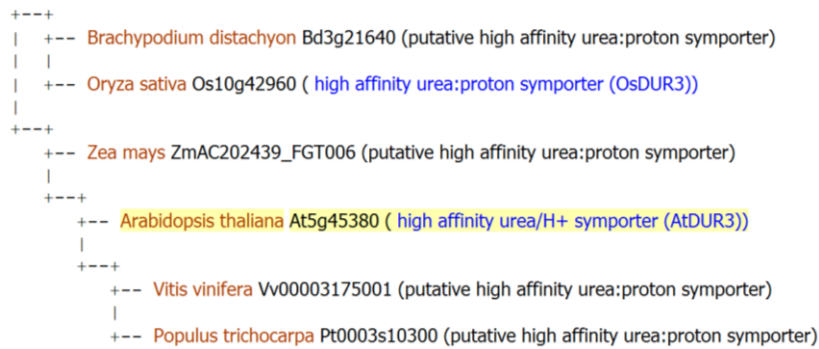 Brachypodium distachyon Bd3g21640 (putative high affinity urea:proton symporter)
Oryza sativa Os10g42960 ( high affinity urea:proton symporter (OsDUR3))
Zea mays ZmAC202439_FGT006 (putative high affinity urea:proton symporter)
Arabidopsis thaliana At5g45380 ( high affinity urea/H+ symporter (AtDUR3))
Vitis vinifera Vv00003175001 (putative high affinity urea:proton symporter)
Populus trichocarpa Pt0003s10300 (putative high affinity urea:proton symporter)